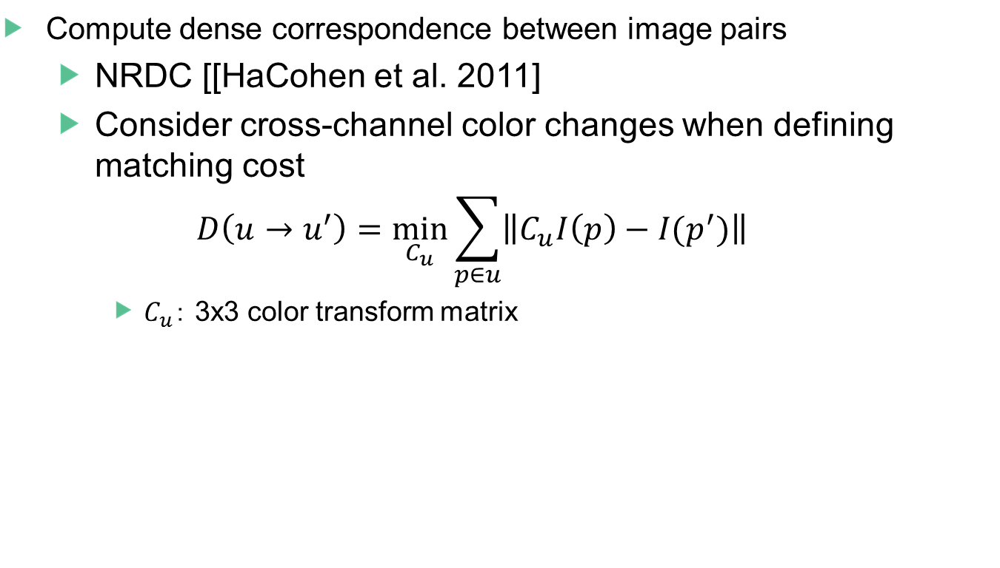 Compute dense correspondence between image pairs
NRDC [[HaCohen et al. 2011]
Consider cross-channel color changes when defining
matching cost
D(u → u′) = min_{C_u} ∑_{p∈u} ‖C_u I(p) − I(p′)‖
C_u: 3x3 color transform matrix